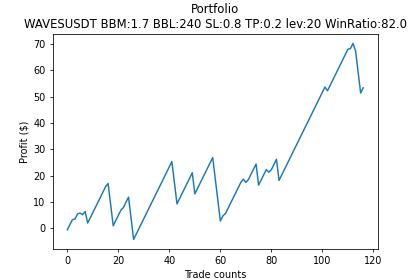 Portfolio
WAVESUSDT BBM:1.7 BBL:240 SL:0.8 TP:0.2 lev:20 WinRatio:82.0
Profit ($)
70
60
50
40
30
20
10
0
0 20 40 60 80 100 120
Trade counts